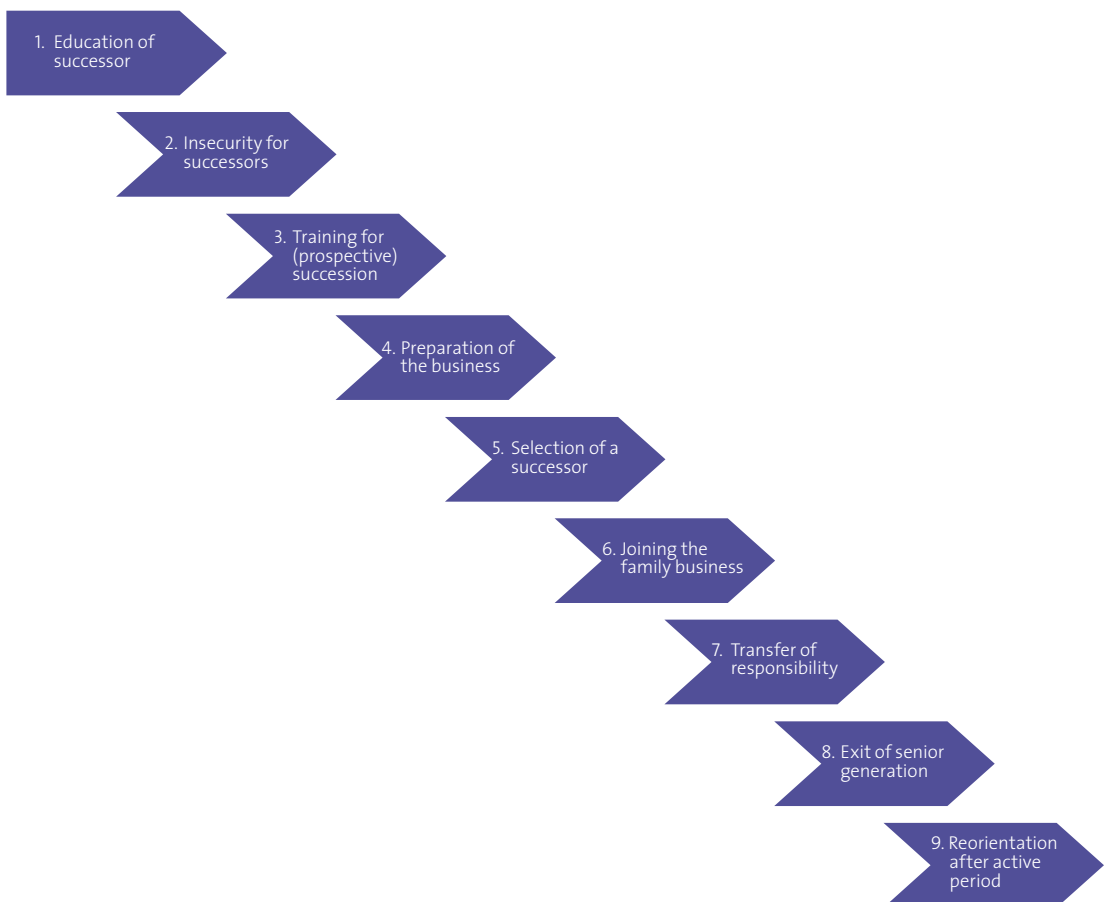 1. Education of
successor
2. Insecurity for
successors
3. Training for
(prospective)
succession
4. Preparation of
the business
5. Selection of a
successor
6. Joining the
family business
7. Transfer of
responsibility
8. Exit of senior
generation
9. Reorientation
after active
period